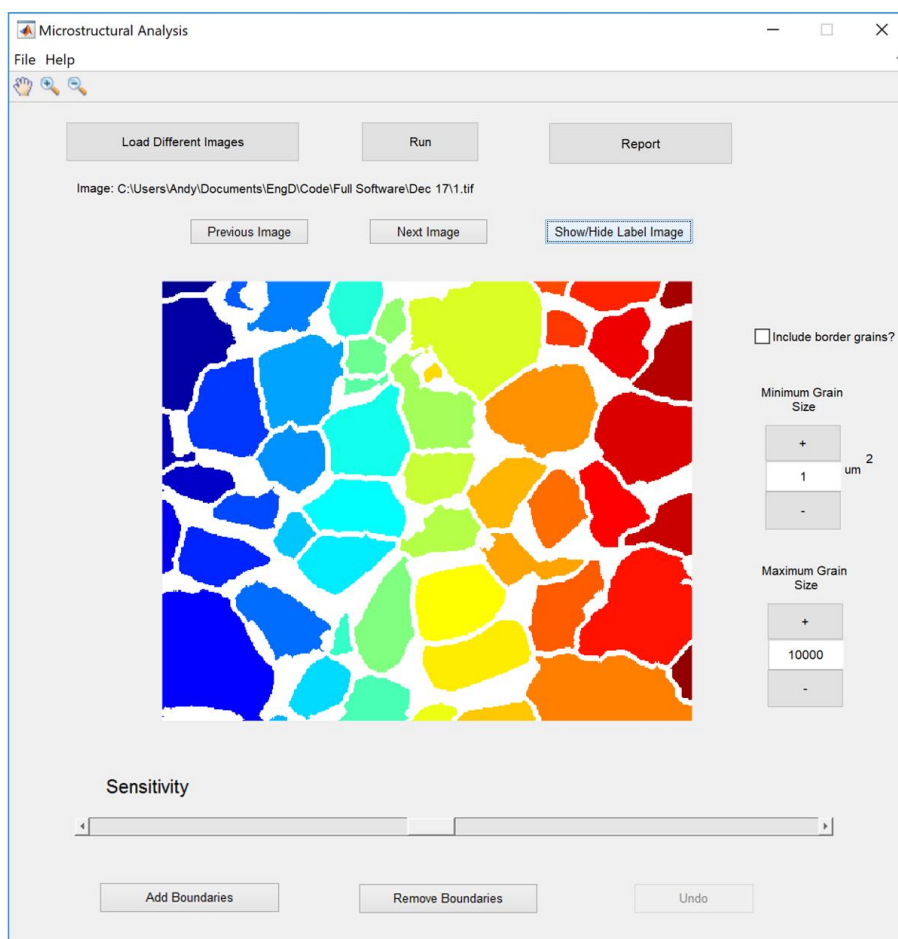 Microstructural Analysis
File Help
Load Different Images
Run
Report
Image: C:\Users\Andy\Documents\EngD\Code\Full Software\Dec 17\1.tif
Previous Image
Next Image
Show/Hide Label Image
Include border grains?
Minimum Grain
Size
+
1
um 2
-
Maximum Grain
Size
+
10000
-
Sensitivity
Add Boundaries
Remove Boundaries
Undo